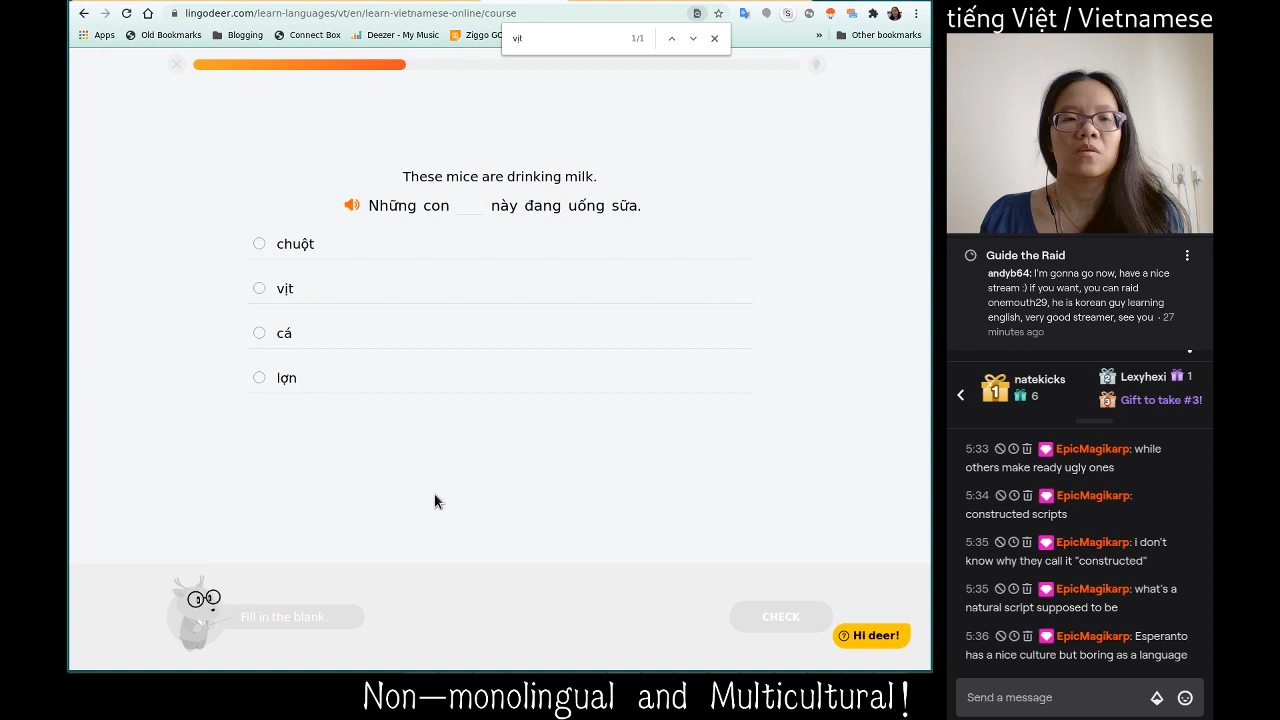 lingodeer.com/learn-languages/vt/en/learn-vietnamese-online/course
Apps Old Bookmarks Blogging Connect Box Deezer - My Music Ziggo GO » Other bookmarks
vịt 1/1
These mice are drinking milk.
Những con ___ này đang uống sữa.
chuột
vịt
cá
lợn
Fill in the blank.
CHECK
Hi deer!
tiếng Việt / Vietnamese
Guide the Raid
andyb64: I'm gonna go now, have a nice
stream :) if you want, you can raid
onemouth29, he is korean guy learning
english, very good streamer, see you · 27
minutes ago
1 natekicks
6
2 Lexyhexi 1
Gift to take #3!
5:33 EpicMagikarp: while
others make ready ugly ones
5:34 EpicMagikarp:
constructed scripts
5:35 EpicMagikarp: i don't
know why they call it "constructed"
5:35 EpicMagikarp: what's a
natural script supposed to be
5:36 EpicMagikarp: Esperanto
has a nice culture but boring as a language
Send a message
Non-monolingual and Multicultural!